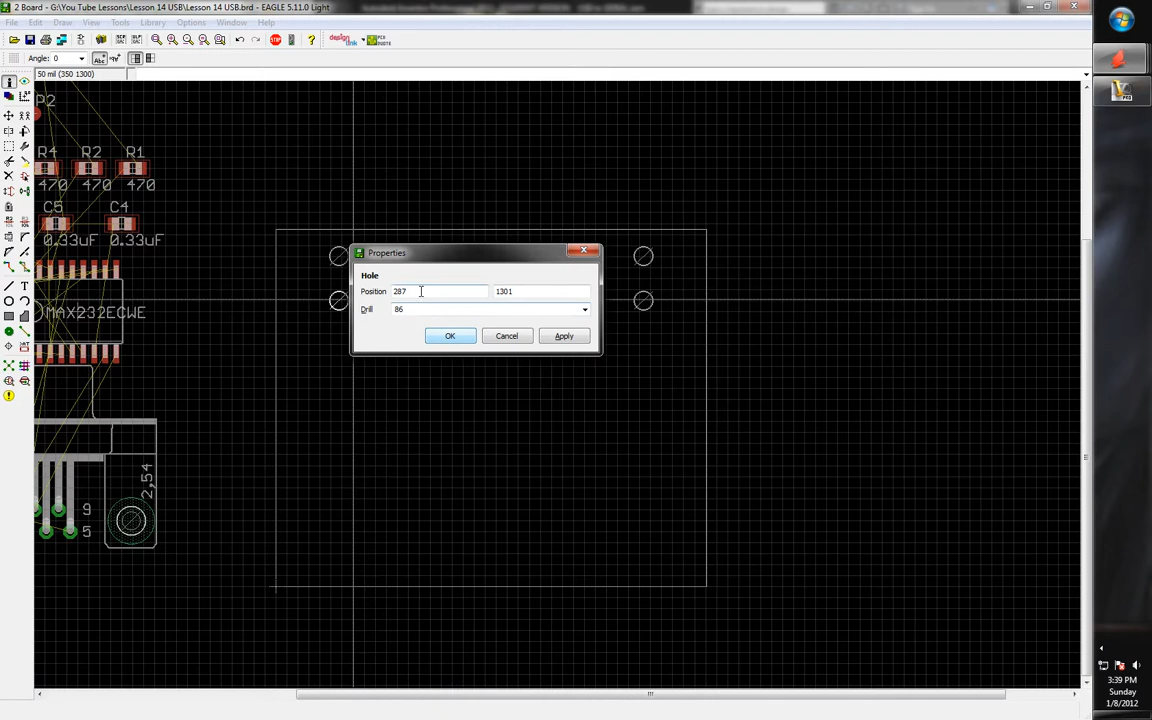 2 Board - G:\You Tube Lessons\Lesson 14 USB\Lesson 14 USB.brd - EAGLE 5.11.0 Light
File Edit Draw View Tools Library Options Window Help
Angle: 0
50 mil (350 1300)
P2
R4 R2 R1
470 470 470
C5 C4
0.33uF 0.33uF
MAX232ECWE
2,54
9
5
Properties
Hole
Position 287 1301
Drill 86
OK Cancel Apply
3:39 PM
Sunday
1/8/2012